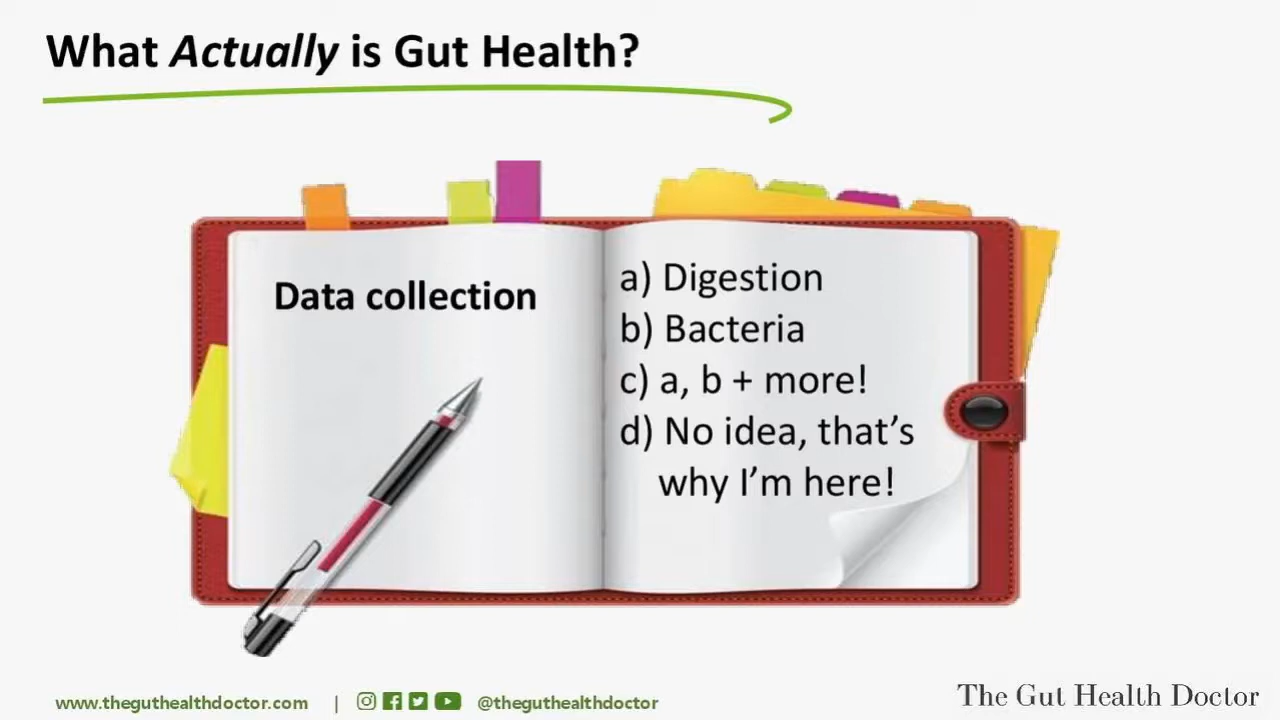 What Actually is Gut Health?
Data collection
a) Digestion
b) Bacteria
c) a, b + more!
d) No idea, that's
why I'm here!
www.theguthealthdoctor.com | @theguthealthdoctor
The Gut Health Doctor